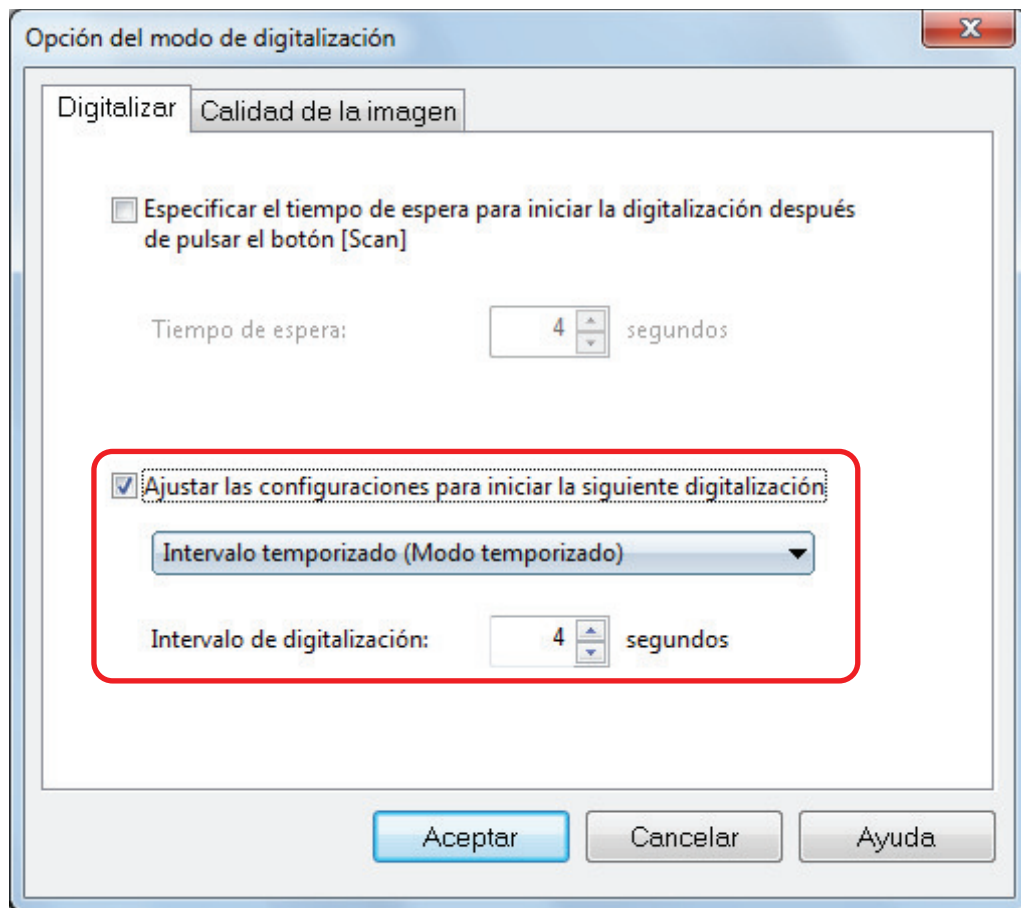 Opción del modo de digitalización
Digitalizar Calidad de la imagen
Especificar el tiempo de espera para iniciar la digitalización después
de pulsar el botón [Scan]
Tiempo de espera: 4 segundos
Ajustar las configuraciones para iniciar la siguiente digitalización
Intervalo temporizado (Modo temporizado)
Intervalo de digitalización: 4 segundos
Aceptar Cancelar Ayuda